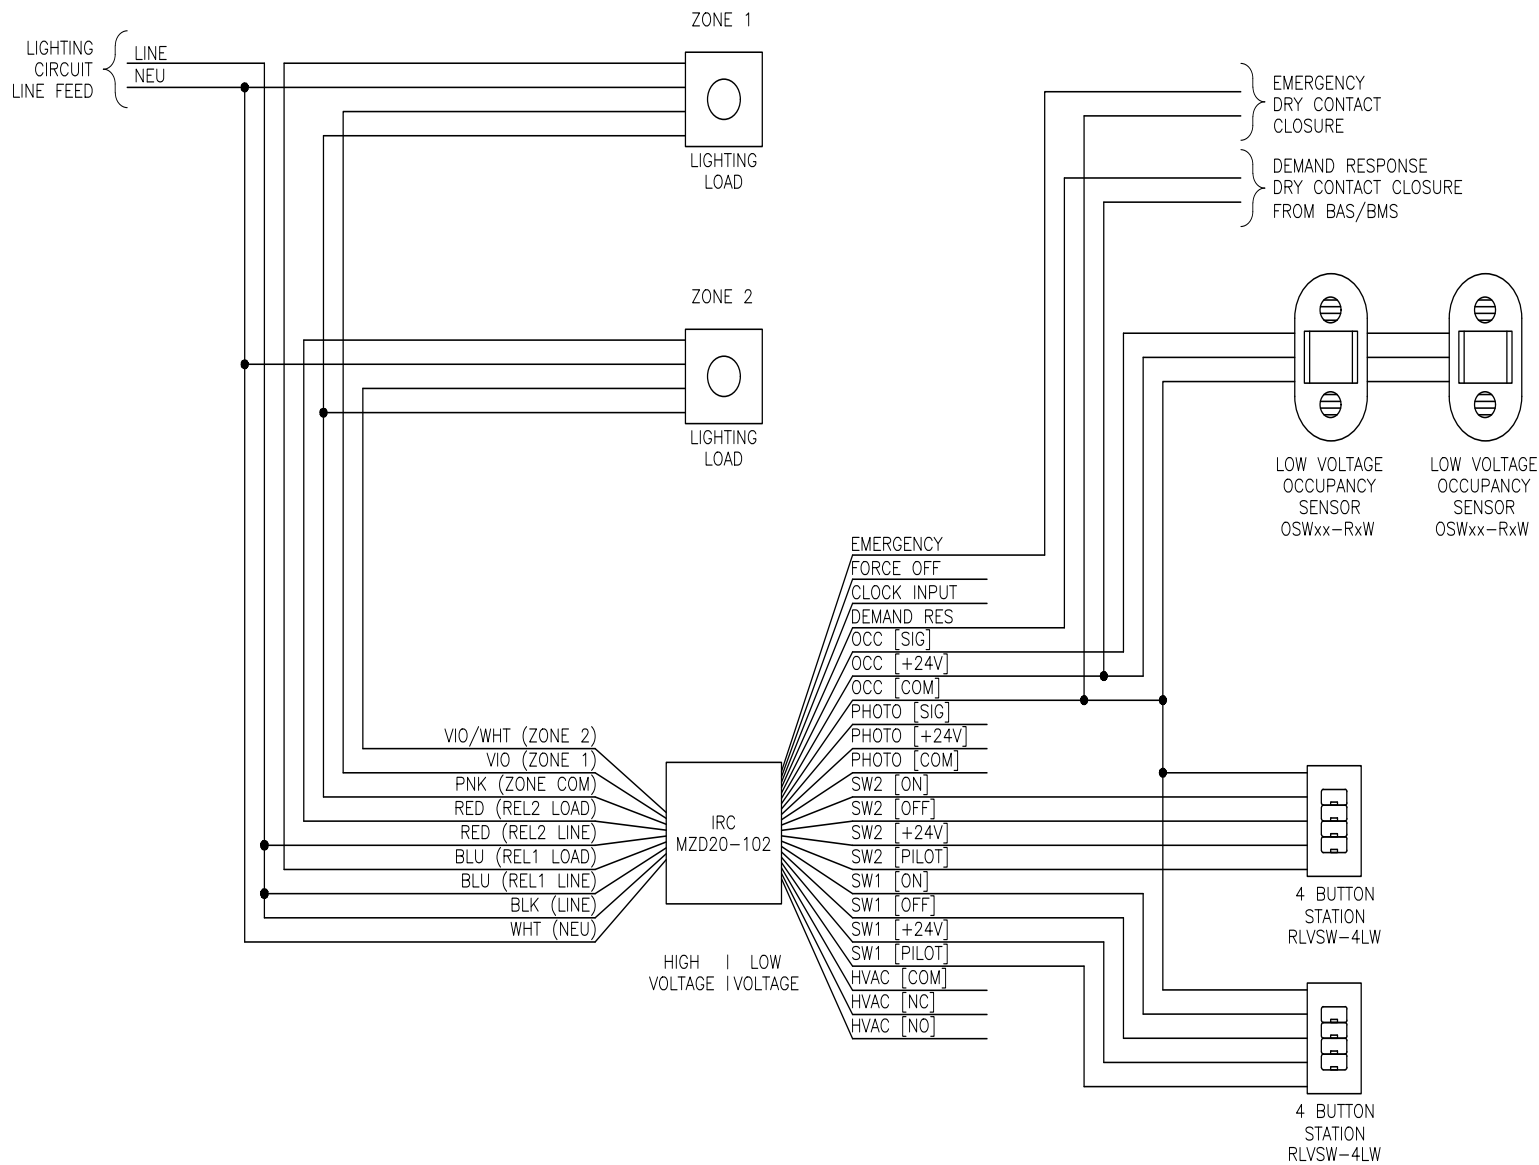 ZONE 1
LIGHTING
CIRCUIT
LINE FEED
LINE
NEU
LIGHTING
LOAD
EMERGENCY
DRY CONTACT
CLOSURE
DEMAND RESPONSE
DRY CONTACT CLOSURE
FROM BAS/BMS
ZONE 2
LIGHTING
LOAD
LOW VOLTAGE
OCCUPANCY
SENSOR
OSWxx-RxW
LOW VOLTAGE
OCCUPANCY
SENSOR
OSWxx-RxW
VIO/WHT (ZONE 2)
VIO (ZONE 1)
PNK (ZONE COM)
RED (REL2 LOAD)
RED (REL2 LINE)
BLU (REL1 LOAD)
BLU (REL1 LINE)
BLK (LINE)
WHT (NEU)
IRC
MZD20-102
HIGH | LOW
VOLTAGE | VOLTAGE
EMERGENCY
FORCE OFF
CLOCK INPUT
DEMAND RES
OCC [SIG]
OCC [+24V]
OCC [COM]
PHOTO [SIG]
PHOTO [+24V]
PHOTO [COM]
SW2 [ON]
SW2 [OFF]
SW2 [+24V]
SW2 [PILOT]
SW1 [ON]
SW1 [OFF]
SW1 [+24V]
SW1 [PILOT]
HVAC [COM]
HVAC [NC]
HVAC [NO]
4 BUTTON
STATION
RLVSW-4LW
4 BUTTON
STATION
RLVSW-4LW